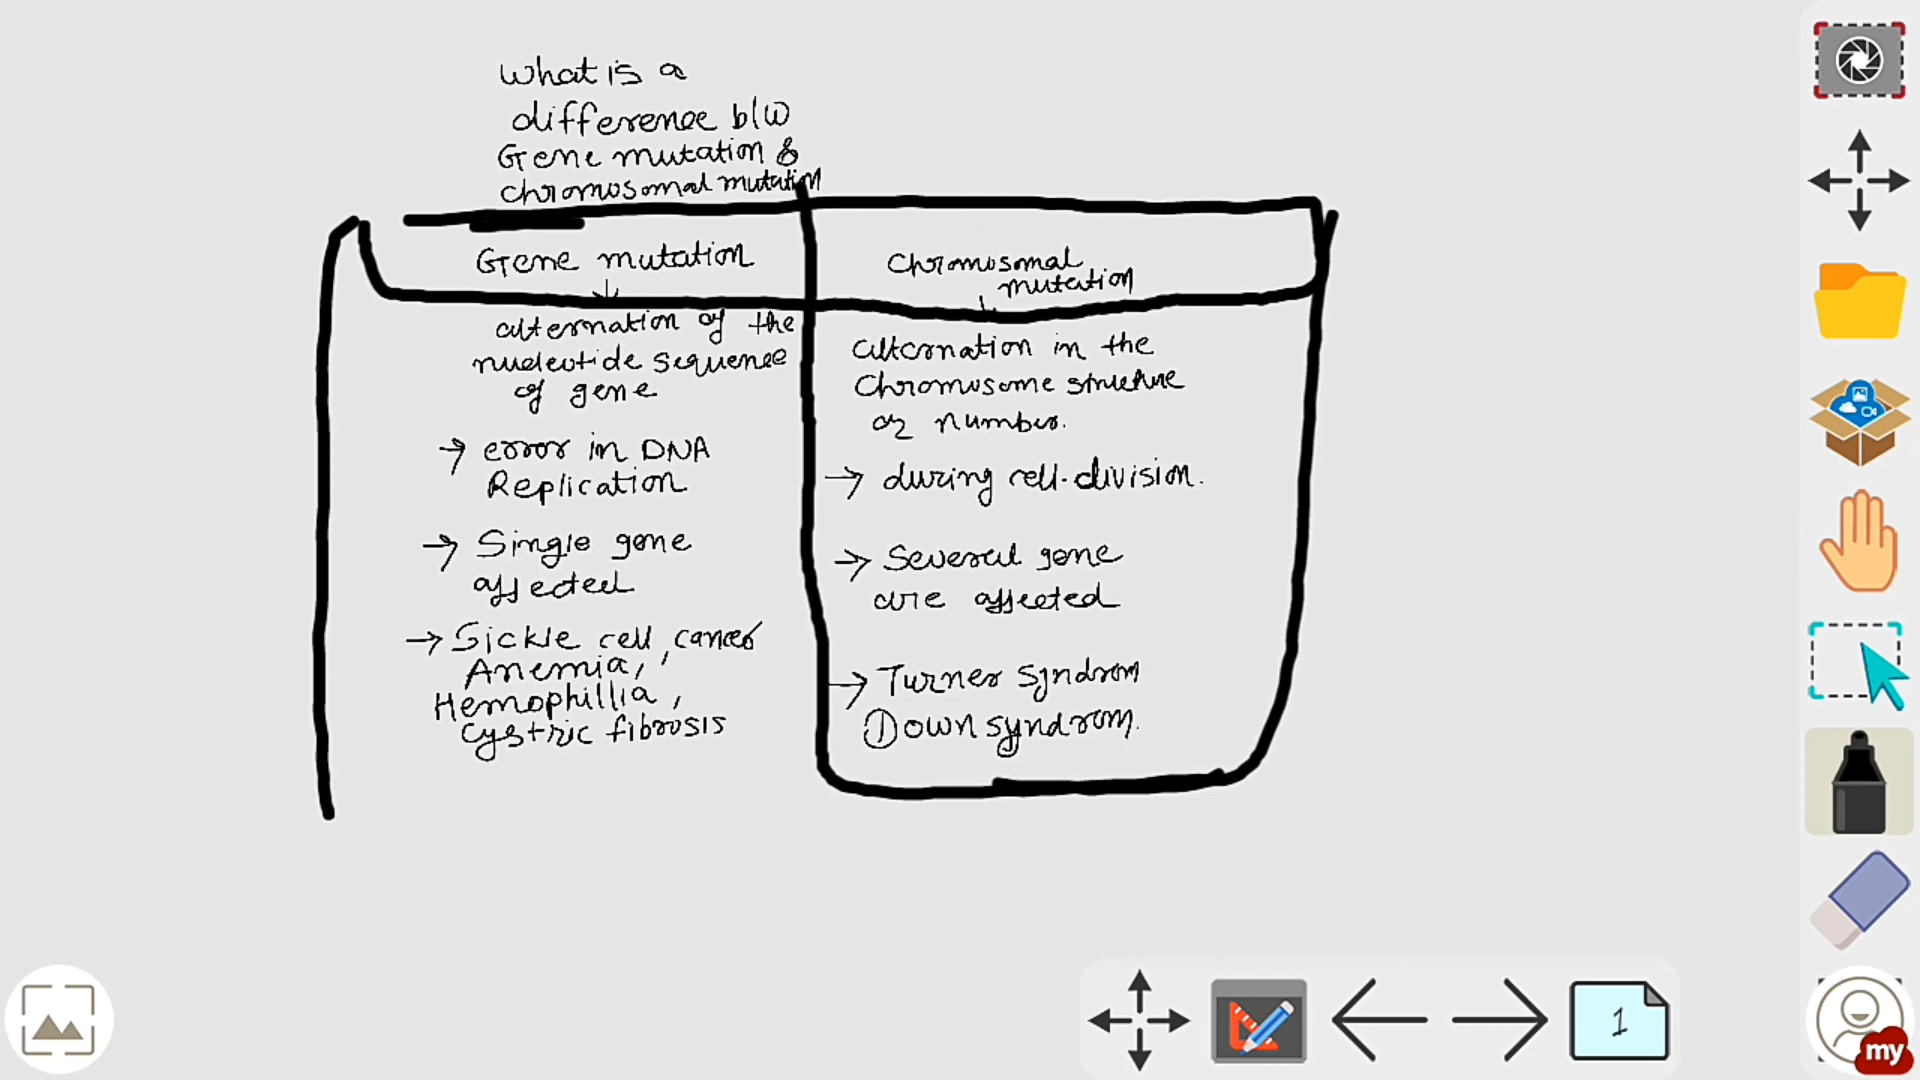 What is a
difference b/w
Gene mutation &
chromosomal mutation
Gene mutation
alternation of the
nucleotide sequence
of gene
→ error in DNA
Replication
→ Single gene
affected
→ Sickle cell, cancer
Anemia, ,
Hemophillia ,
Cystric fibrosis
Chromosomal
mutation
alternation in the
Chromosome structure
or number.
→ during cell-division.
→ Several gene
are affected
→ Turner Syndrom
Down syndrom.
1
my